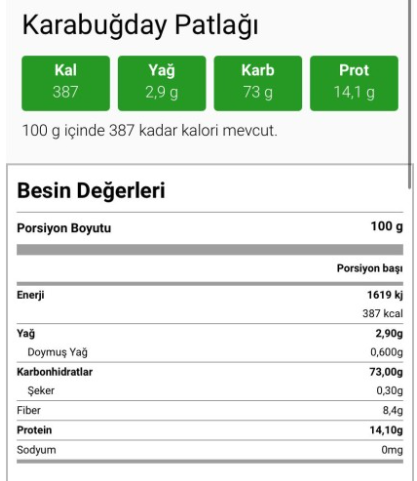 Karabuğday Patlağı
Kal Yağ Karb Prot
387 2,9 g 73 g 14,1 g
100 g içinde 387 kadar kalori mevcut.
Besin Değerleri
Porsiyon Boyutu 100 g
Porsiyon başı
Enerji 1619 kj
387 kcal
Yağ 2,90g
Doymuş Yağ 0,600g
Karbonhidratlar 73,00g
Şeker 0,30g
Fiber 8,4g
Protein 14,10g
Sodyum 0mg